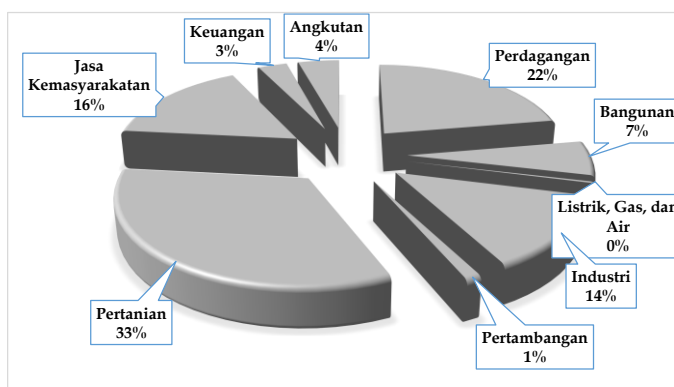 Keuangan
3%
Angkutan
4%
Jasa
Kemasyarakatan
16%
Perdagangan
22%
Bangunan
7%
Listrik, Gas, dan
Air
0%
Industri
14%
Pertanian
33%
Pertambangan
1%